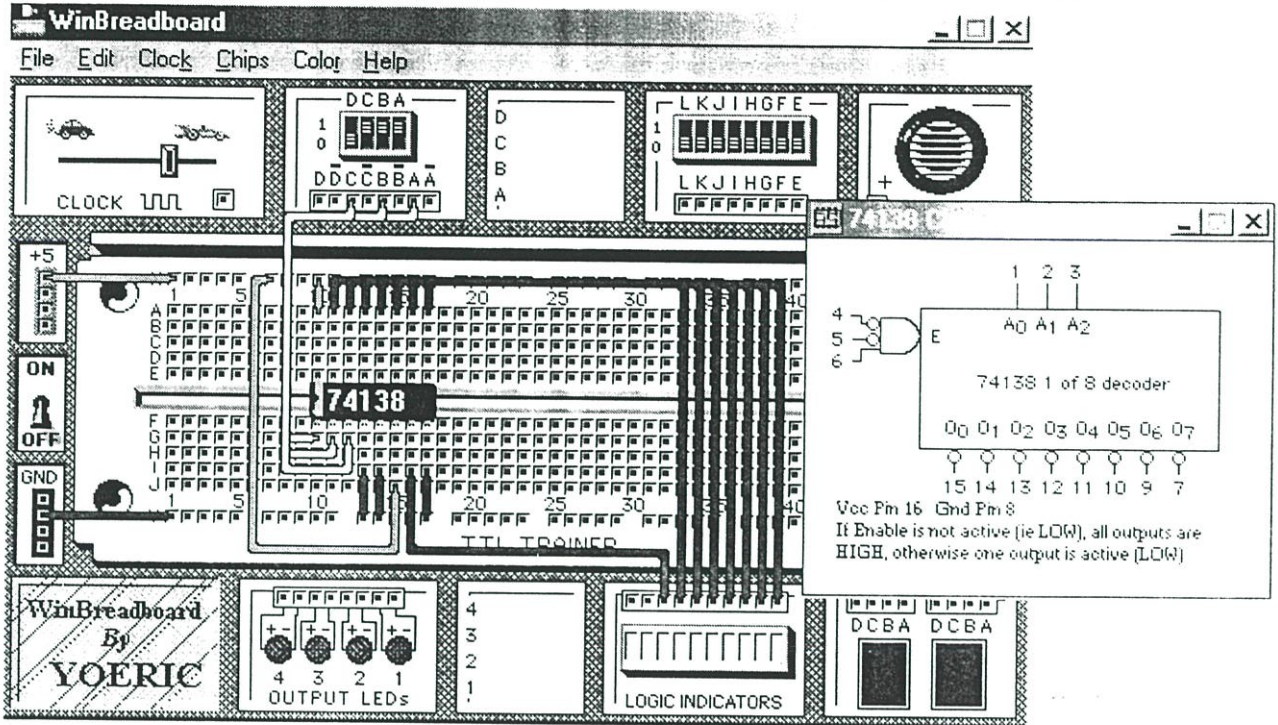 WinBreadboard
File Edit Clock Chips Color Help
DCBA
1
0
DDCCBBAA
CLOCK
D
C
B
A
LKJIHGFE
1
0
LKJIHGFE
+
+5
ON
OFF
GND
1 5 15 20 25 30 40
A
B
C
D
E
74138
F
G
H
I
J
1 5 10 20 25 30
TTL TRAINER
74138 C
1 2 3
4
5
6
E
A0 A1 A2
74138 1 of 8 decoder
O0 O1 O2 O3 O4 O5 O6 O7
15 14 13 12 11 10 9 7
Vcc Pin 16 Gnd Pin 8
If Enable is not active (ie LOW), all outputs are
HIGH, otherwise one output is active (LOW)
WinBreadboard
By
YOERIC
+ - + - + - + -
4 3 2 1
OUTPUT LEDs
4
3
2
1
LOGIC INDICATORS
DCBA DCBA